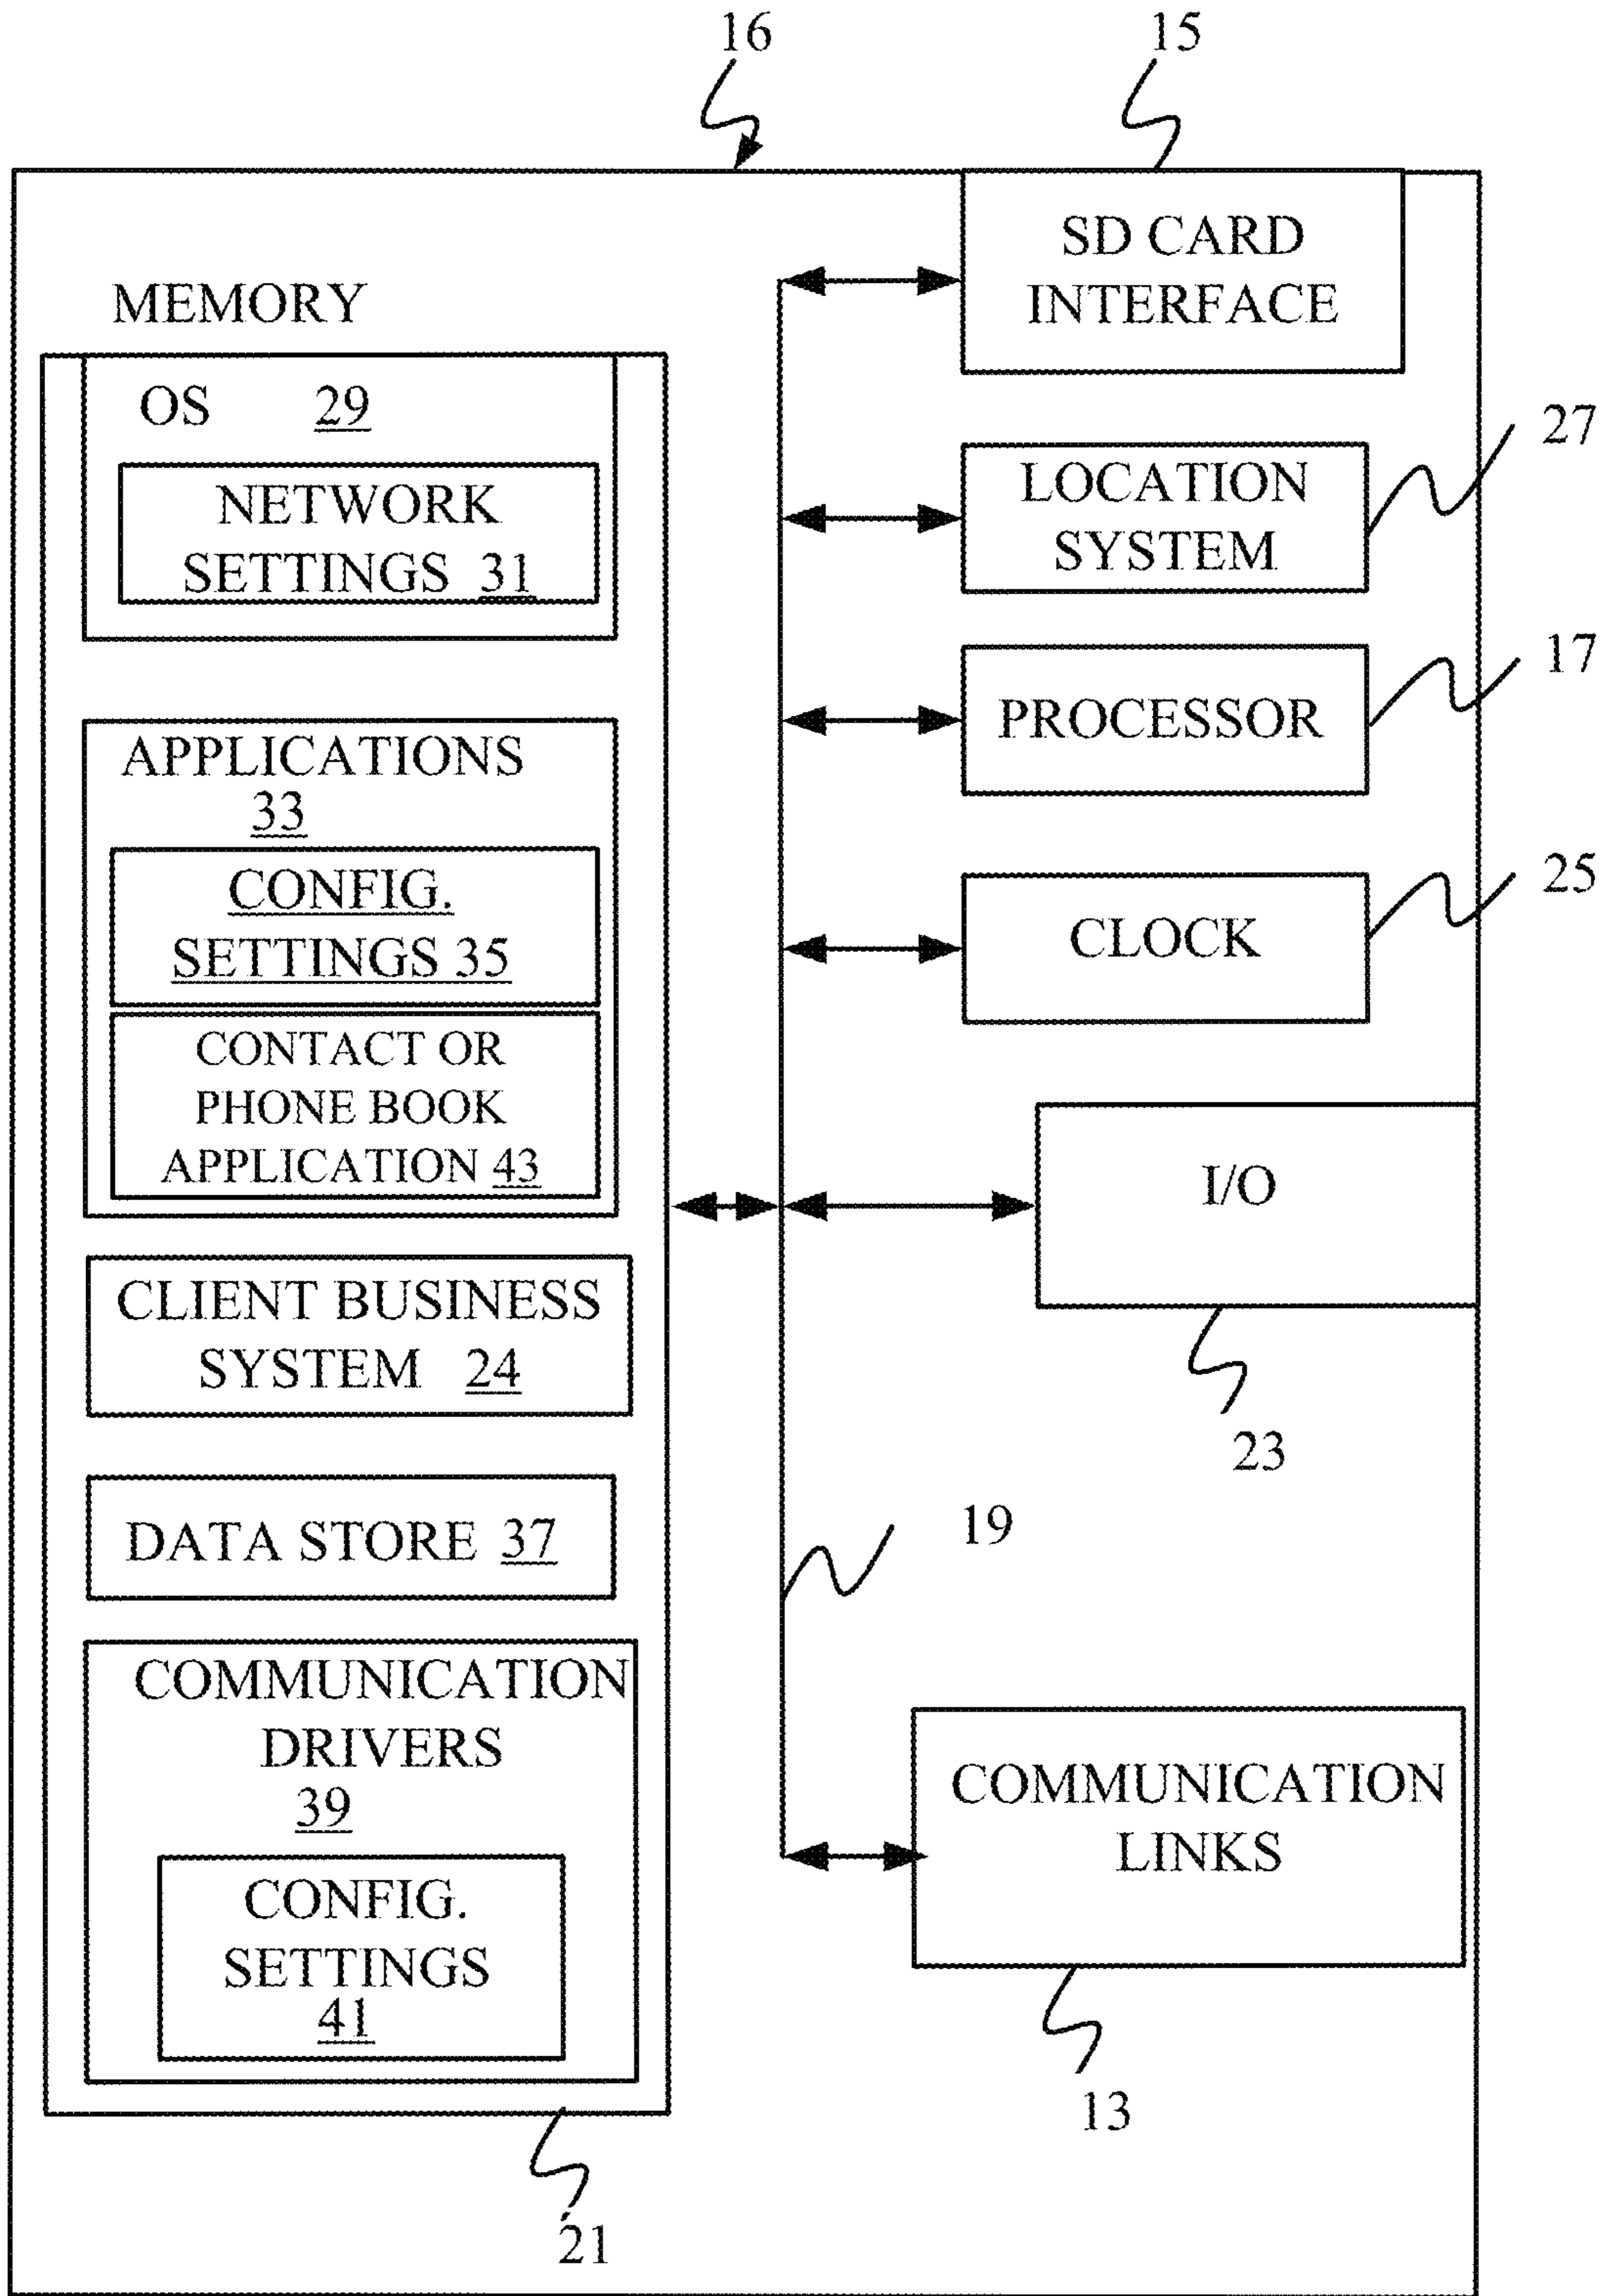 16
15
SD CARD
INTERFACE
MEMORY
OS 29
NETWORK
SETTINGS 31
27
LOCATION
SYSTEM
17
PROCESSOR
APPLICATIONS
33
CONFIG.
SETTINGS 35
25
CLOCK
CONTACT OR
PHONE BOOK
APPLICATION 43
I/O
23
CLIENT BUSINESS
SYSTEM 24
DATA STORE 37
19
COMMUNICATION
DRIVERS
39
CONFIG.
SETTINGS
41
COMMUNICATION
LINKS
13
21